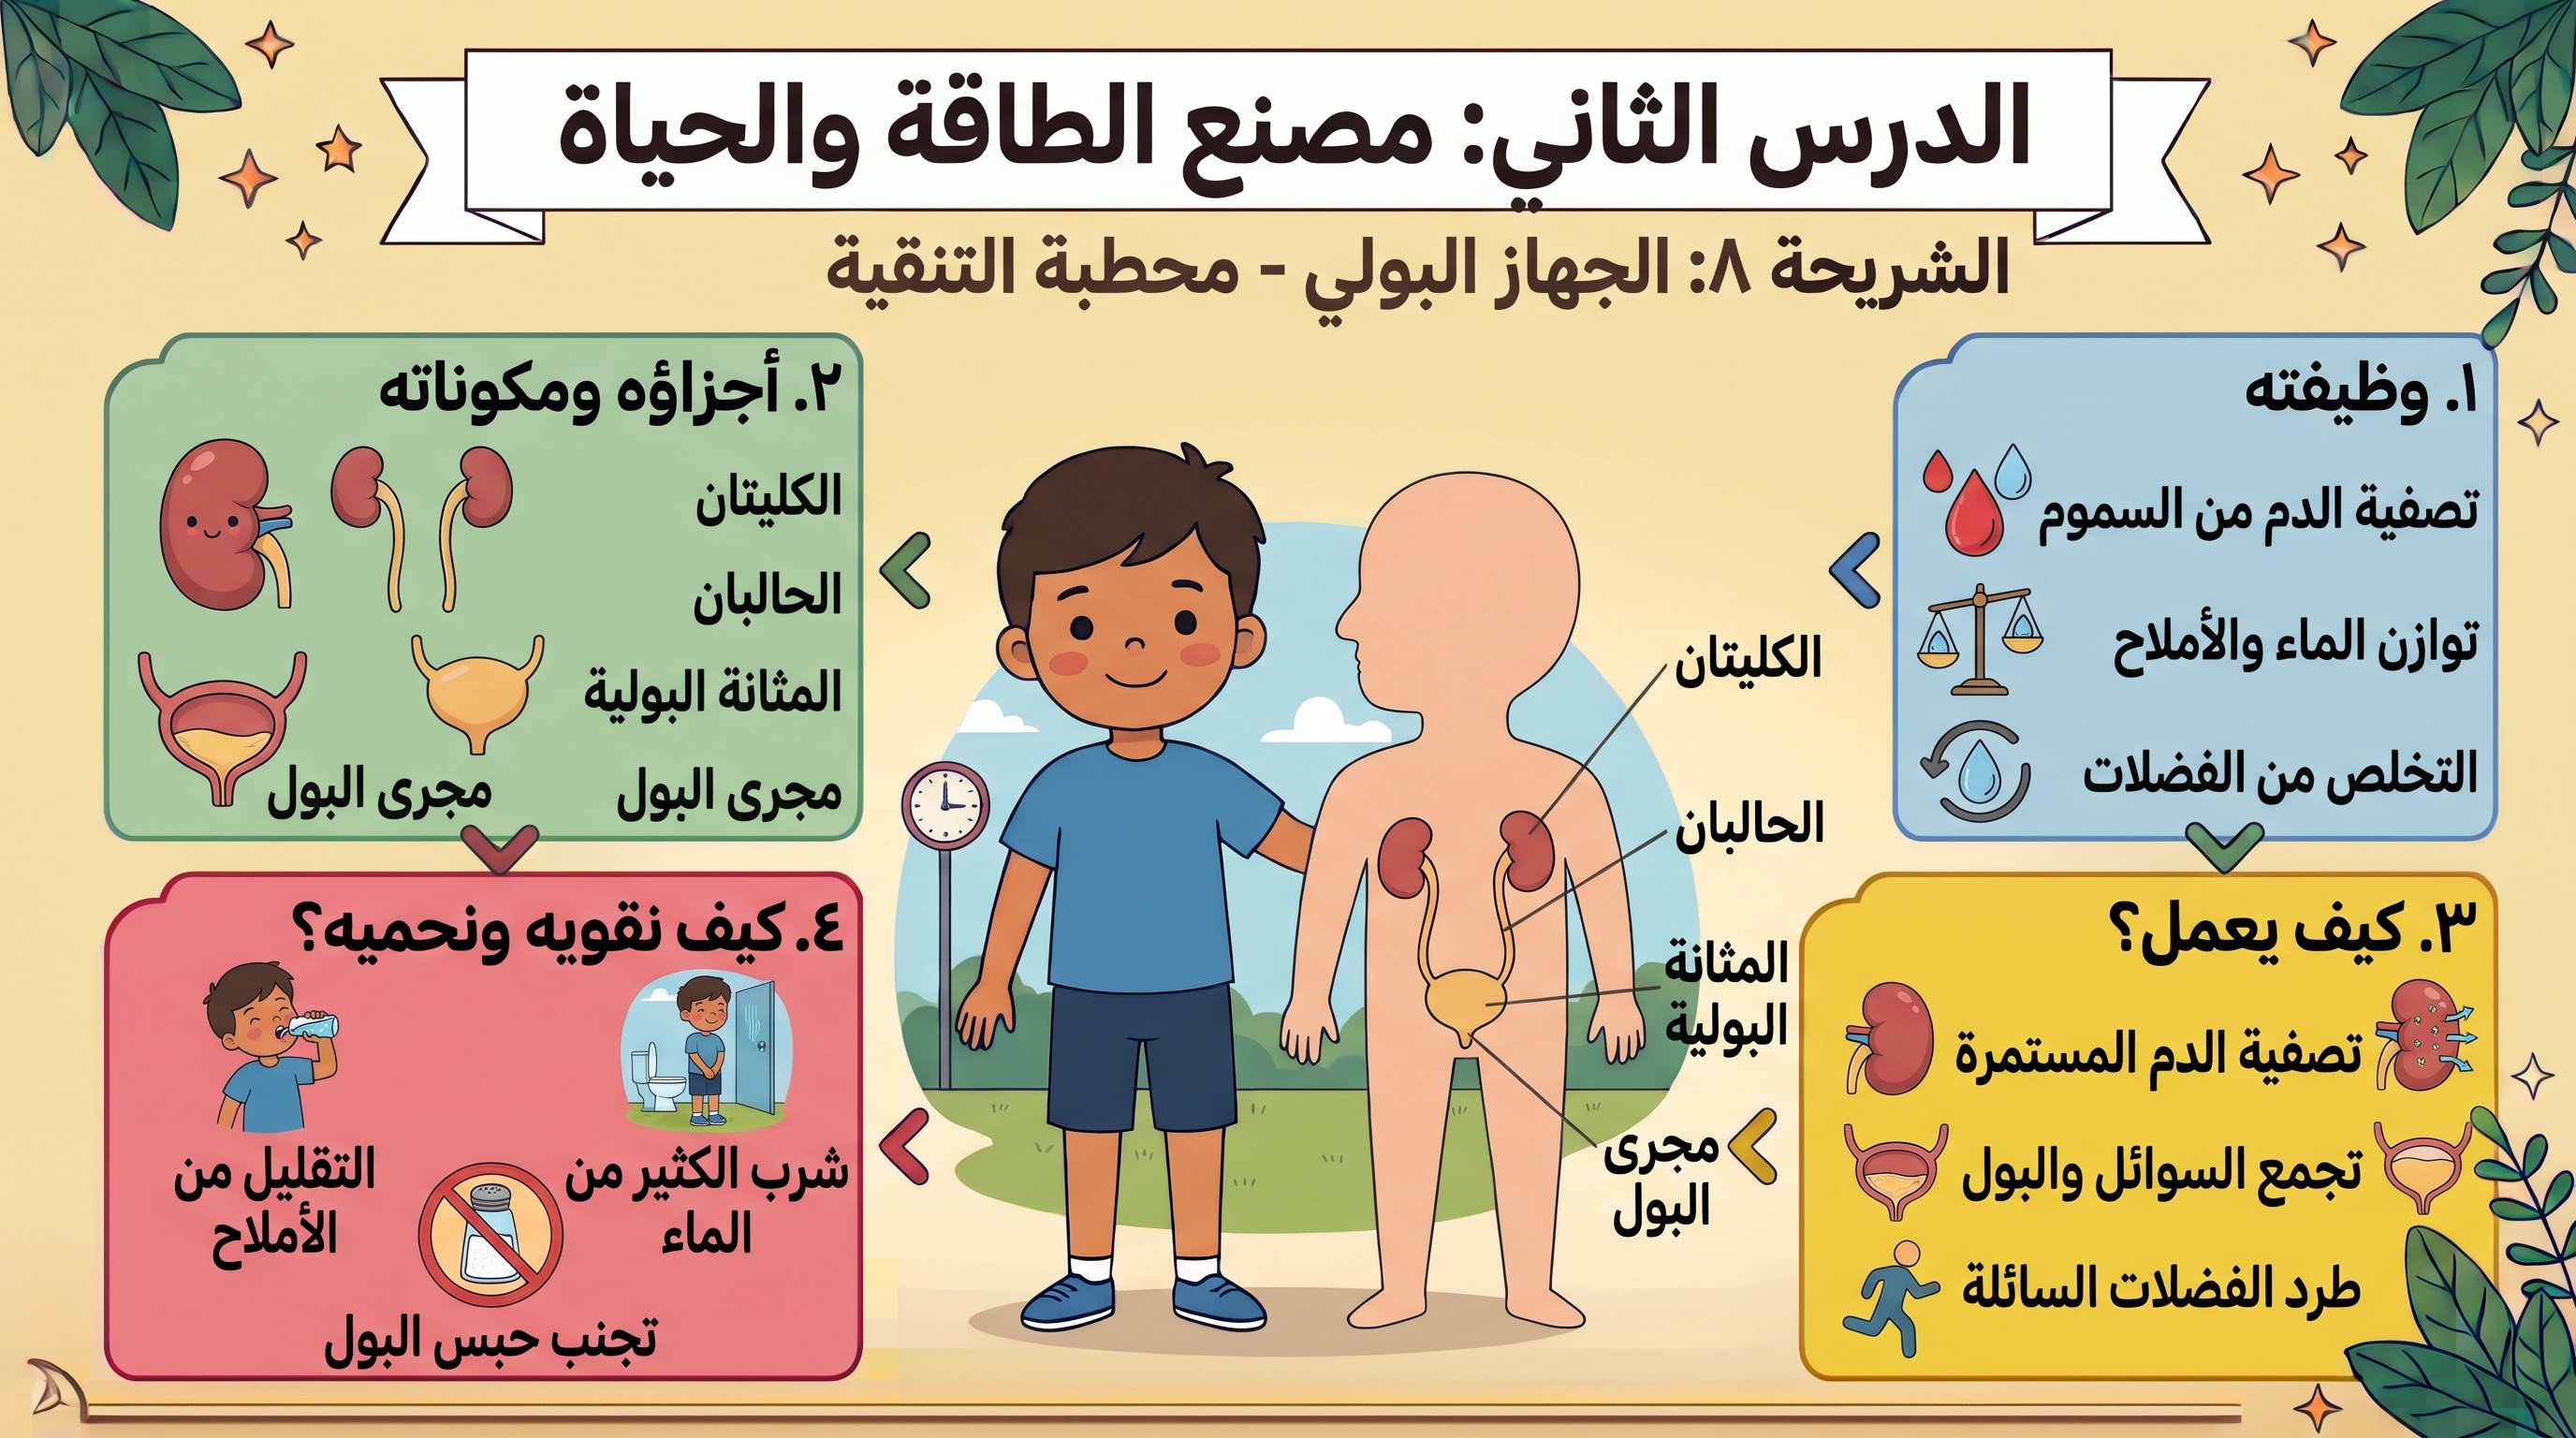 الدرس الثاني: مصنع الطاقة والحياة
الشريحة ٨: الجهاز البولي - محطبة التنقية
١. وظيفته
تصفية الدم من السموم
توازن الماء والأملاح
التخلص من الفضلات
٢. أجزاؤه ومكوناته
الكليتان
الحالبان
المثانة البولية
مجرى البول
مجرى البول
الكليتان
الحالبان
المثانة
البولية
مجرى
البول
٣. كيف يعمل؟
تصفية الدم المستمرة
تجمع السوائل والبول
طرد الفضلات السائلة
٤. كيف نقويه ونحميه؟
شرب الكثير من
الماء
التقليل من
الأملاح
تجنب حبس البول